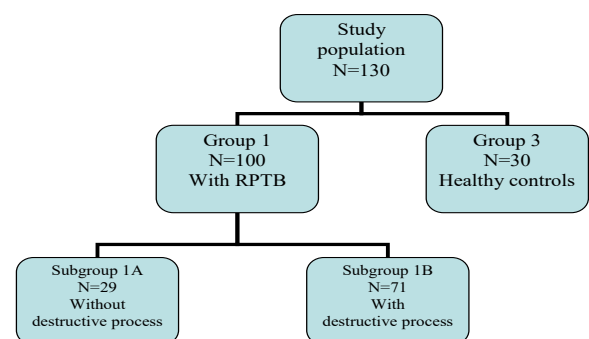 Study
population
N=130
Group 1
N=100
With RPTB
Group 3
N=30
Healthy controls
Subgroup 1A
N=29
Without
destructive process
Subgroup 1B
N=71
With
destructive process